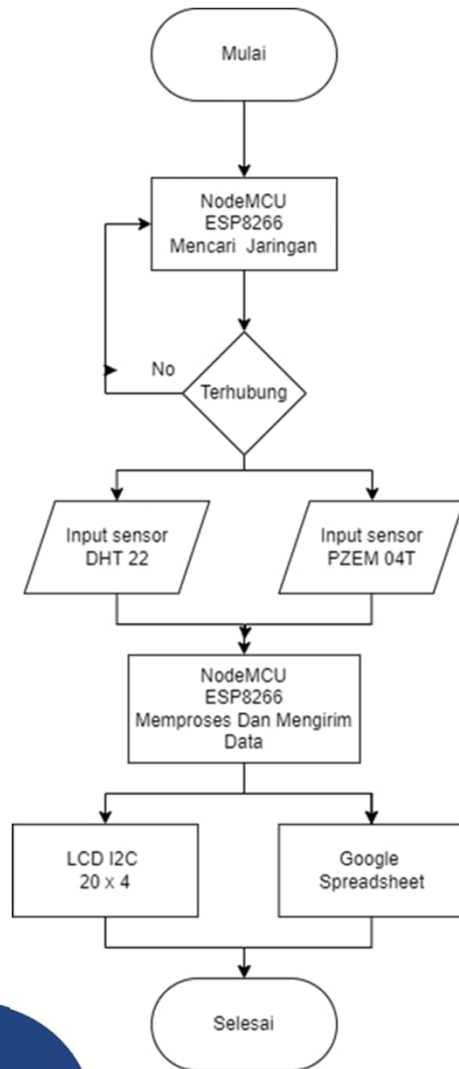 Mulai
NodeMCU
ESP8266
Mencari Jaringan
No
Terhubung
Input sensor
DHT 22
Input sensor
PZEM 04T
NodeMCU
ESP8266
Memproses Dan Mengirim
Data
LCD I2C
20 x 4
Google
Spreadsheet
Selesai